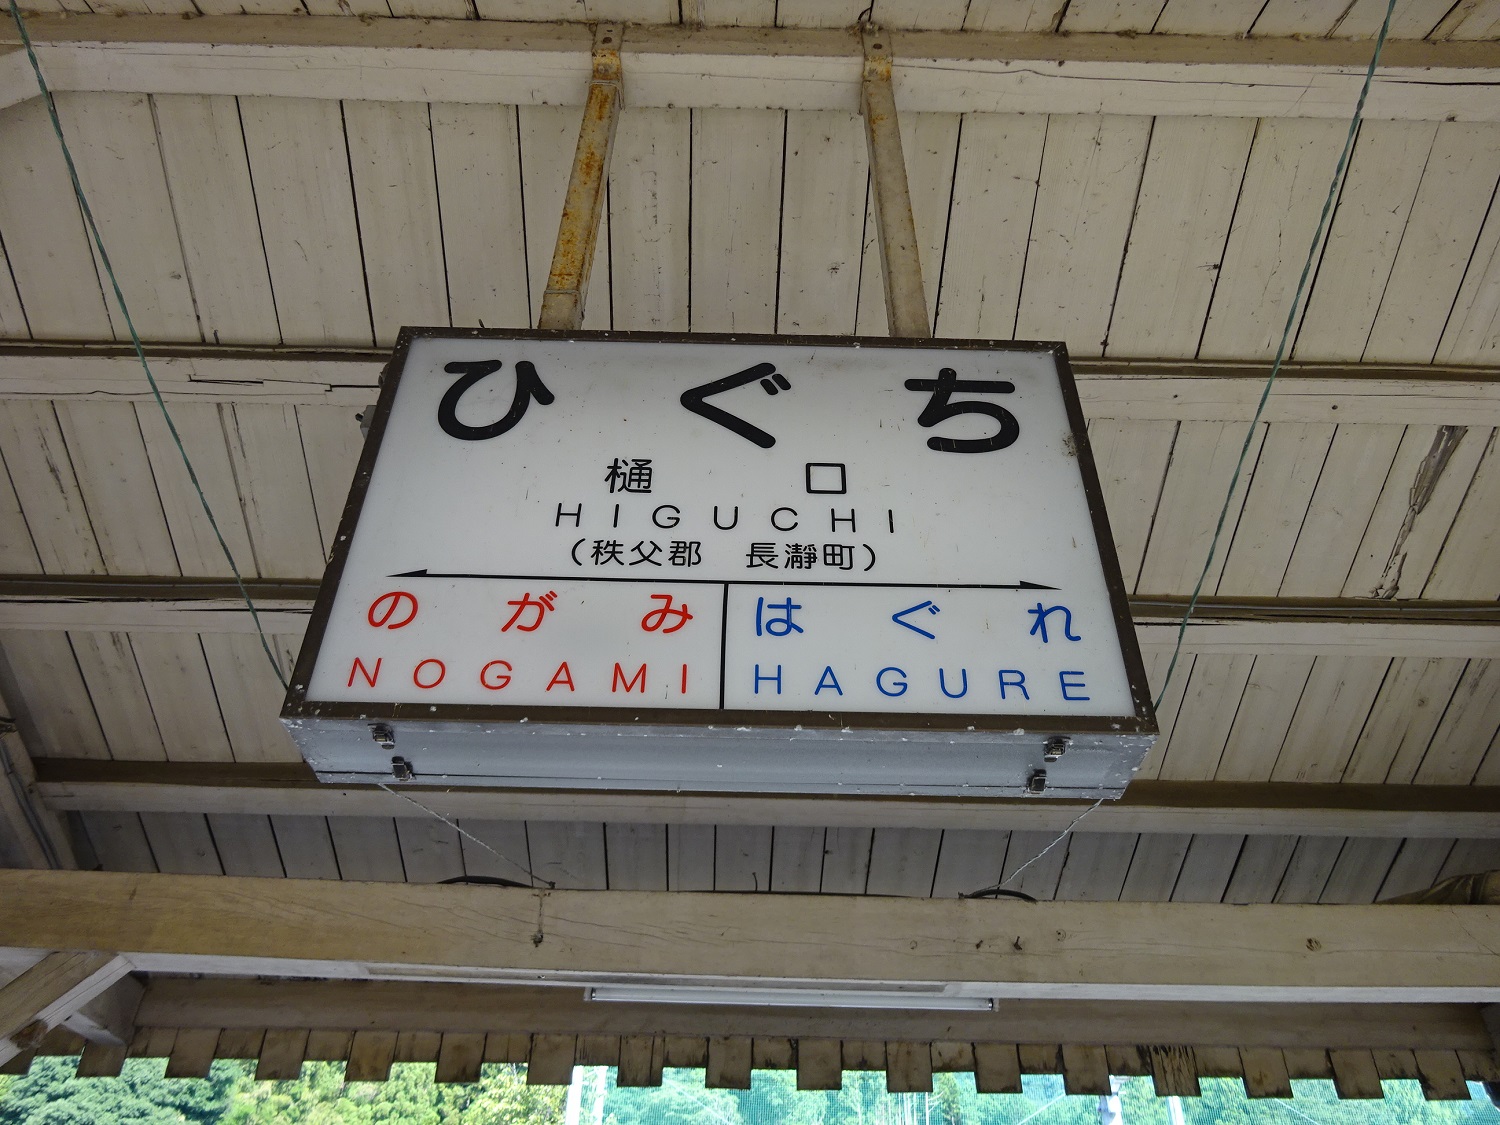 ひぐち
樋口
HIGUCHI
(秩父郡　長瀞町)
のがみ はぐれ
NOGAMI HAGURE